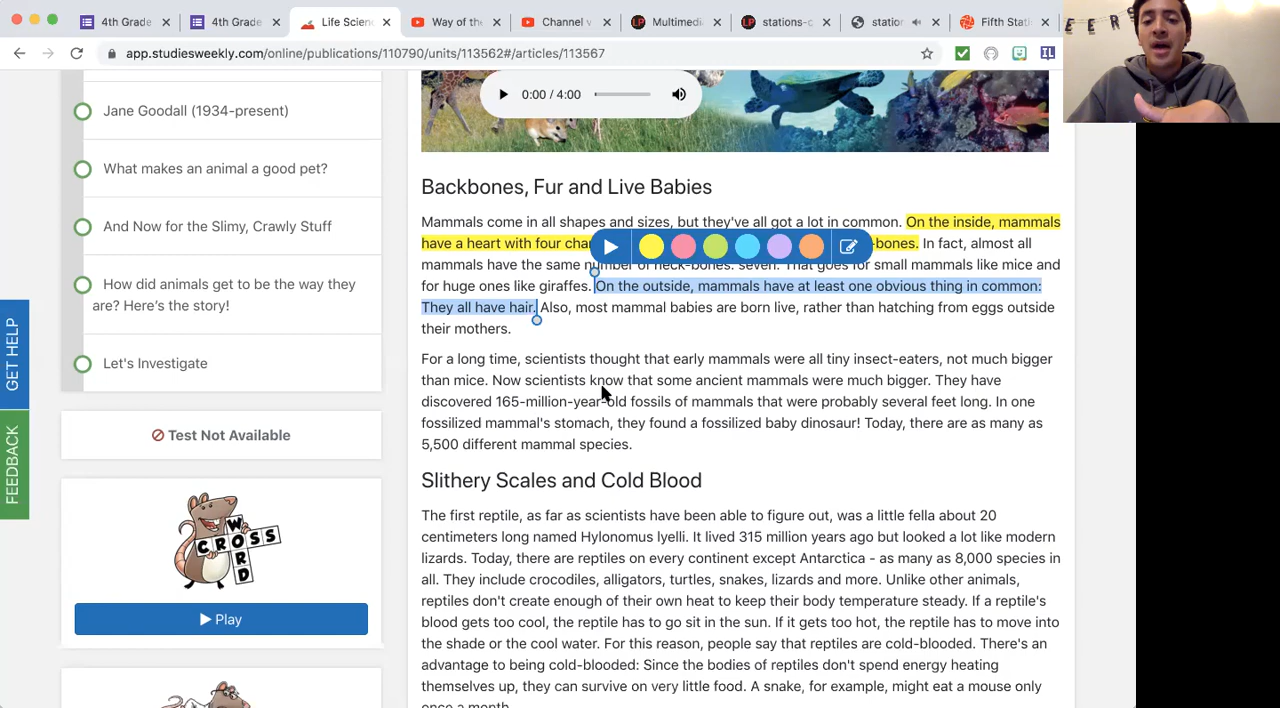 4th Grade
4th Grade
Life Scienc
Way of the
Channel v
Multimedi
stations-c
station
Fifth Stati
app.studiesweekly.com/online/publications/110790/units/113562#/articles/113567
IL
E E R S
GET HELP
FEEDBACK
Jane Goodall (1934-present)
What makes an animal a good pet?
And Now for the Slimy, Crawly Stuff
How did animals get to be the way they
are? Here's the story!
Let's Investigate
Test Not Available
CROSS
WORD
Play
0:00 / 4:00
Backbones, Fur and Live Babies
Mammals come in all shapes and sizes, but they've all got a lot in common. On the inside, mammals
have a heart with four cha -bones. In fact, almost all
mammals have the same number of neck-bones: seven. That goes for small mammals like mice and
for huge ones like giraffes. On the outside, mammals have at least one obvious thing in common:
They all have hair. Also, most mammal babies are born live, rather than hatching from eggs outside
their mothers.
For a long time, scientists thought that early mammals were all tiny insect-eaters, not much bigger
than mice. Now scientists know that some ancient mammals were much bigger. They have
discovered 165-million-year-old fossils of mammals that were probably several feet long. In one
fossilized mammal's stomach, they found a fossilized baby dinosaur! Today, there are as many as
5,500 different mammal species.
Slithery Scales and Cold Blood
The first reptile, as far as scientists have been able to figure out, was a little fella about 20
centimeters long named Hylonomus lyelli. It lived 315 million years ago but looked a lot like modern
lizards. Today, there are reptiles on every continent except Antarctica - as many as 8,000 species in
all. They include crocodiles, alligators, turtles, snakes, lizards and more. Unlike other animals,
reptiles don't create enough of their own heat to keep their body temperature steady. If a reptile's
blood gets too cool, the reptile has to go sit in the sun. If it gets too hot, the reptile has to move into
the shade or the cool water. For this reason, people say that reptiles are cold-blooded. There's an
advantage to being cold-blooded: Since the bodies of reptiles don't spend energy heating
themselves up, they can survive on very little food. A snake, for example, might eat a mouse only
once a month.